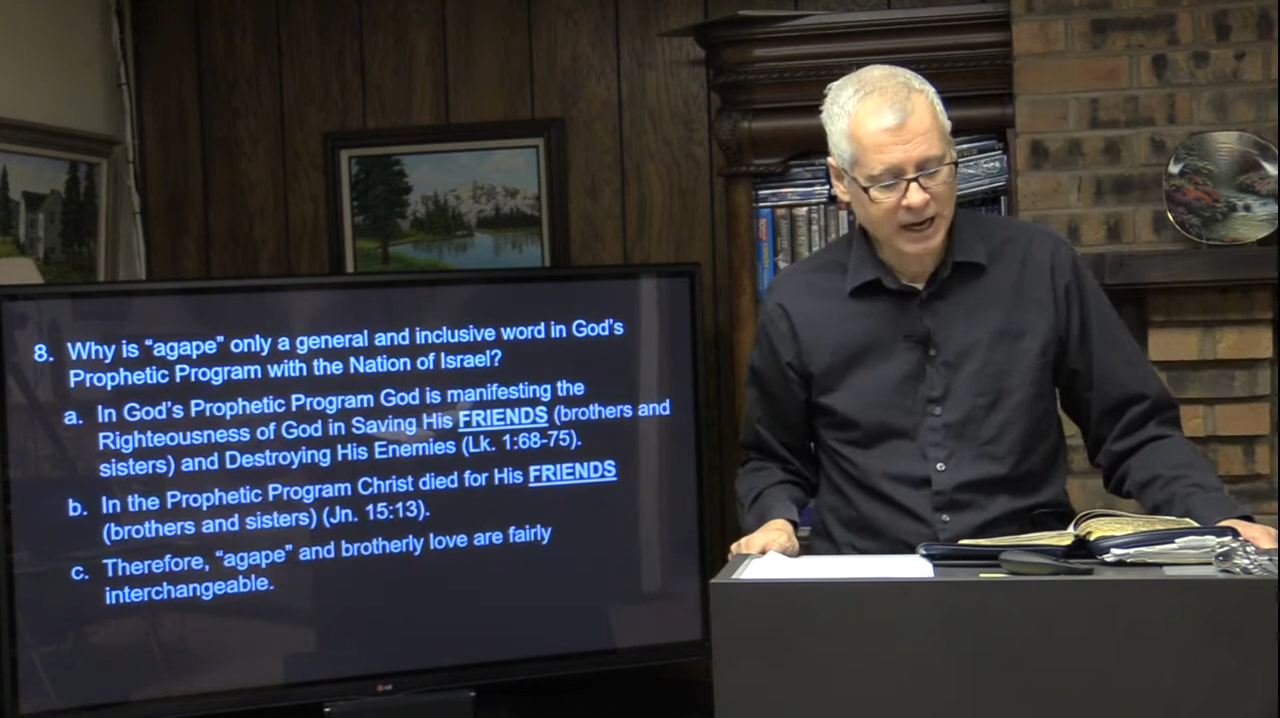 8. Why is “agape” only a general and inclusive word in God’s
Prophetic Program with the Nation of Israel?
a. In God’s Prophetic Program God is manifesting the
Righteousness of God in Saving His FRIENDS (brothers and
sisters) and Destroying His Enemies (Lk. 1:68-75).
b. In the Prophetic Program Christ died for His FRIENDS
(brothers and sisters) (Jn. 15:13).
c. Therefore, “agape” and brotherly love are fairly
interchangeable.
LG